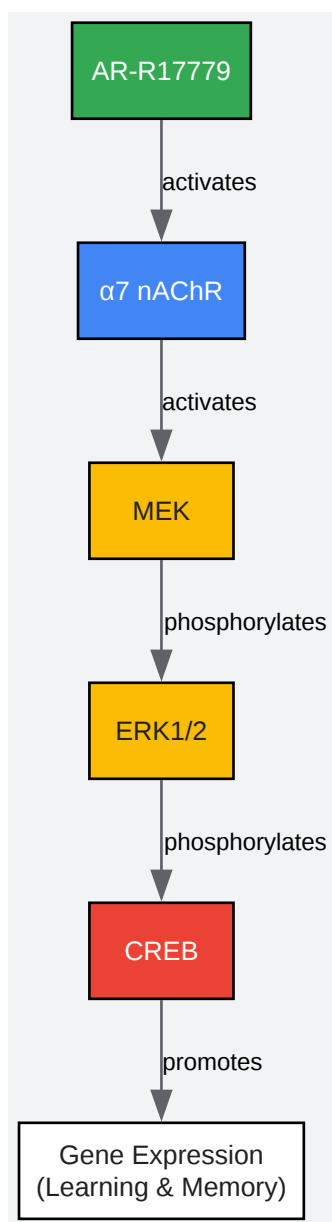 AR-R17779
activates
α7 nAChR
activates
MEK
phosphorylates
ERK1/2
phosphorylates
CREB
promotes
Gene Expression
(Learning & Memory)